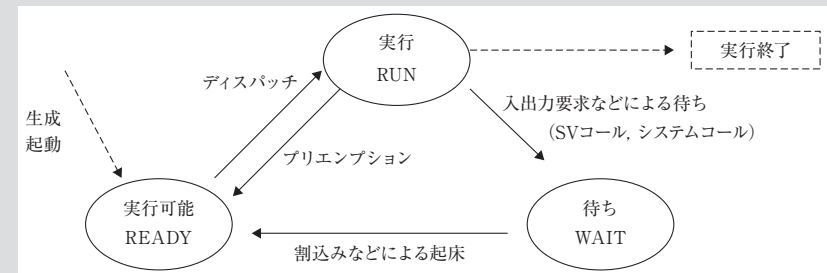 実行
RUN
実行終了
ディスパッチ
入出力要求などによる待ち
（SVコール, システムコール）
生成
起動
プリエンプション
実行可能
READY
待ち
WAIT
割込みなどによる起床